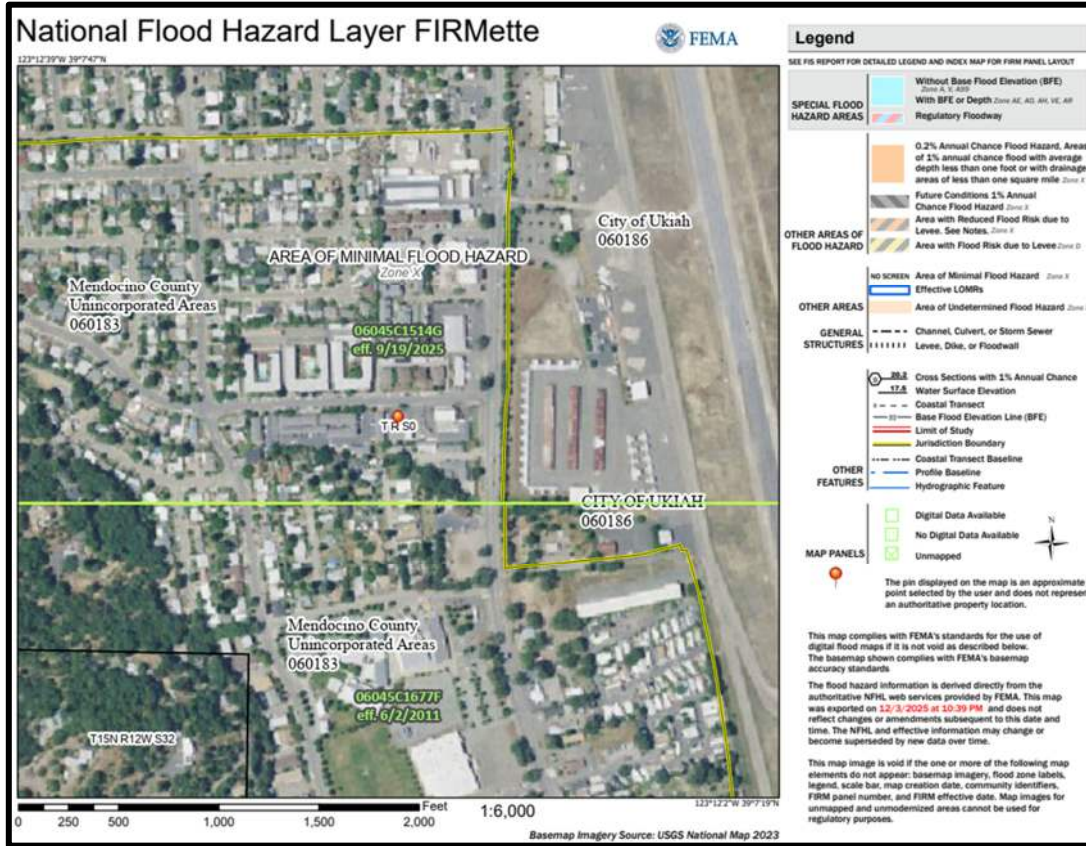 National Flood Hazard Layer FIRMette
FEMA
123°12'39"W 39°7'47"N
AREA OF MINIMAL FLOOD HAZARD
Zone X
City of Ukiah
060186
Mendocino County
Unincorporated Areas
060183
06045C1514G
eff. 9/19/2025
T R S0
CITY OF UKIAH
060186
Mendocino County
Unincorporated Areas
060183
06045C1677F
eff. 6/2/2011
T15N R12W S32
123°12'2"W 39°7'19"N
Feet
1:6,000
0 250 500 1,000 1,500 2,000
Basemap Imagery Source: USGS National Map 2023
Legend
SEE FIS REPORT FOR DETAILED LEGEND AND INDEX MAP FOR FIRM PANEL LAYOUT
SPECIAL FLOOD
HAZARD AREAS
Without Base Flood Elevation (BFE)
Zone A, V, A99
With BFE or Depth Zone AE, AO, AH, VE, AR
Regulatory Floodway
OTHER AREAS OF
FLOOD HAZARD
0.2% Annual Chance Flood Hazard, Areas
of 1% annual chance flood with average
depth less than one foot or with drainage
areas of less than one square mile Zone X
Future Conditions 1% Annual
Chance Flood Hazard Zone X
Area with Reduced Flood Risk due to
Levee. See Notes. Zone X
Area with Flood Risk due to Levee Zone D
OTHER AREAS
NO SCREEN Area of Minimal Flood Hazard Zone X
Effective LOMRs
Area of Undetermined Flood Hazard Zone
GENERAL
STRUCTURES
Channel, Culvert, or Storm Sewer
Levee, Dike, or Floodwall
OTHER
FEATURES
20.2 Cross Sections with 1% Annual Chance
17.5 Water Surface Elevation
Coastal Transect
Base Flood Elevation Line (BFE)
Limit of Study
Jurisdiction Boundary
Coastal Transect Baseline
Profile Baseline
Hydrographic Feature
MAP PANELS
Digital Data Available
No Digital Data Available
Unmapped
N
The pin displayed on the map is an approximate
point selected by the user and does not represent
an authoritative property location.
This map complies with FEMA's standards for the use of
digital flood maps if it is not void as described below.
The basemap shown complies with FEMA's basemap
accuracy standards
The flood hazard information is derived directly from the
authoritative NFHL web services provided by FEMA. This map
was exported on 12/3/2025 at 10:39 PM and does not
reflect changes or amendments subsequent to this date and
time. The NFHL and effective information may change or
become superseded by new data over time.
This map image is void if the one or more of the following map
elements do not appear: basemap imagery, flood zone labels,
legend, scale bar, map creation date, community identifiers,
FIRM panel number, and FIRM effective date. Map images for
unmapped and unmodernized areas cannot be used for
regulatory purposes.